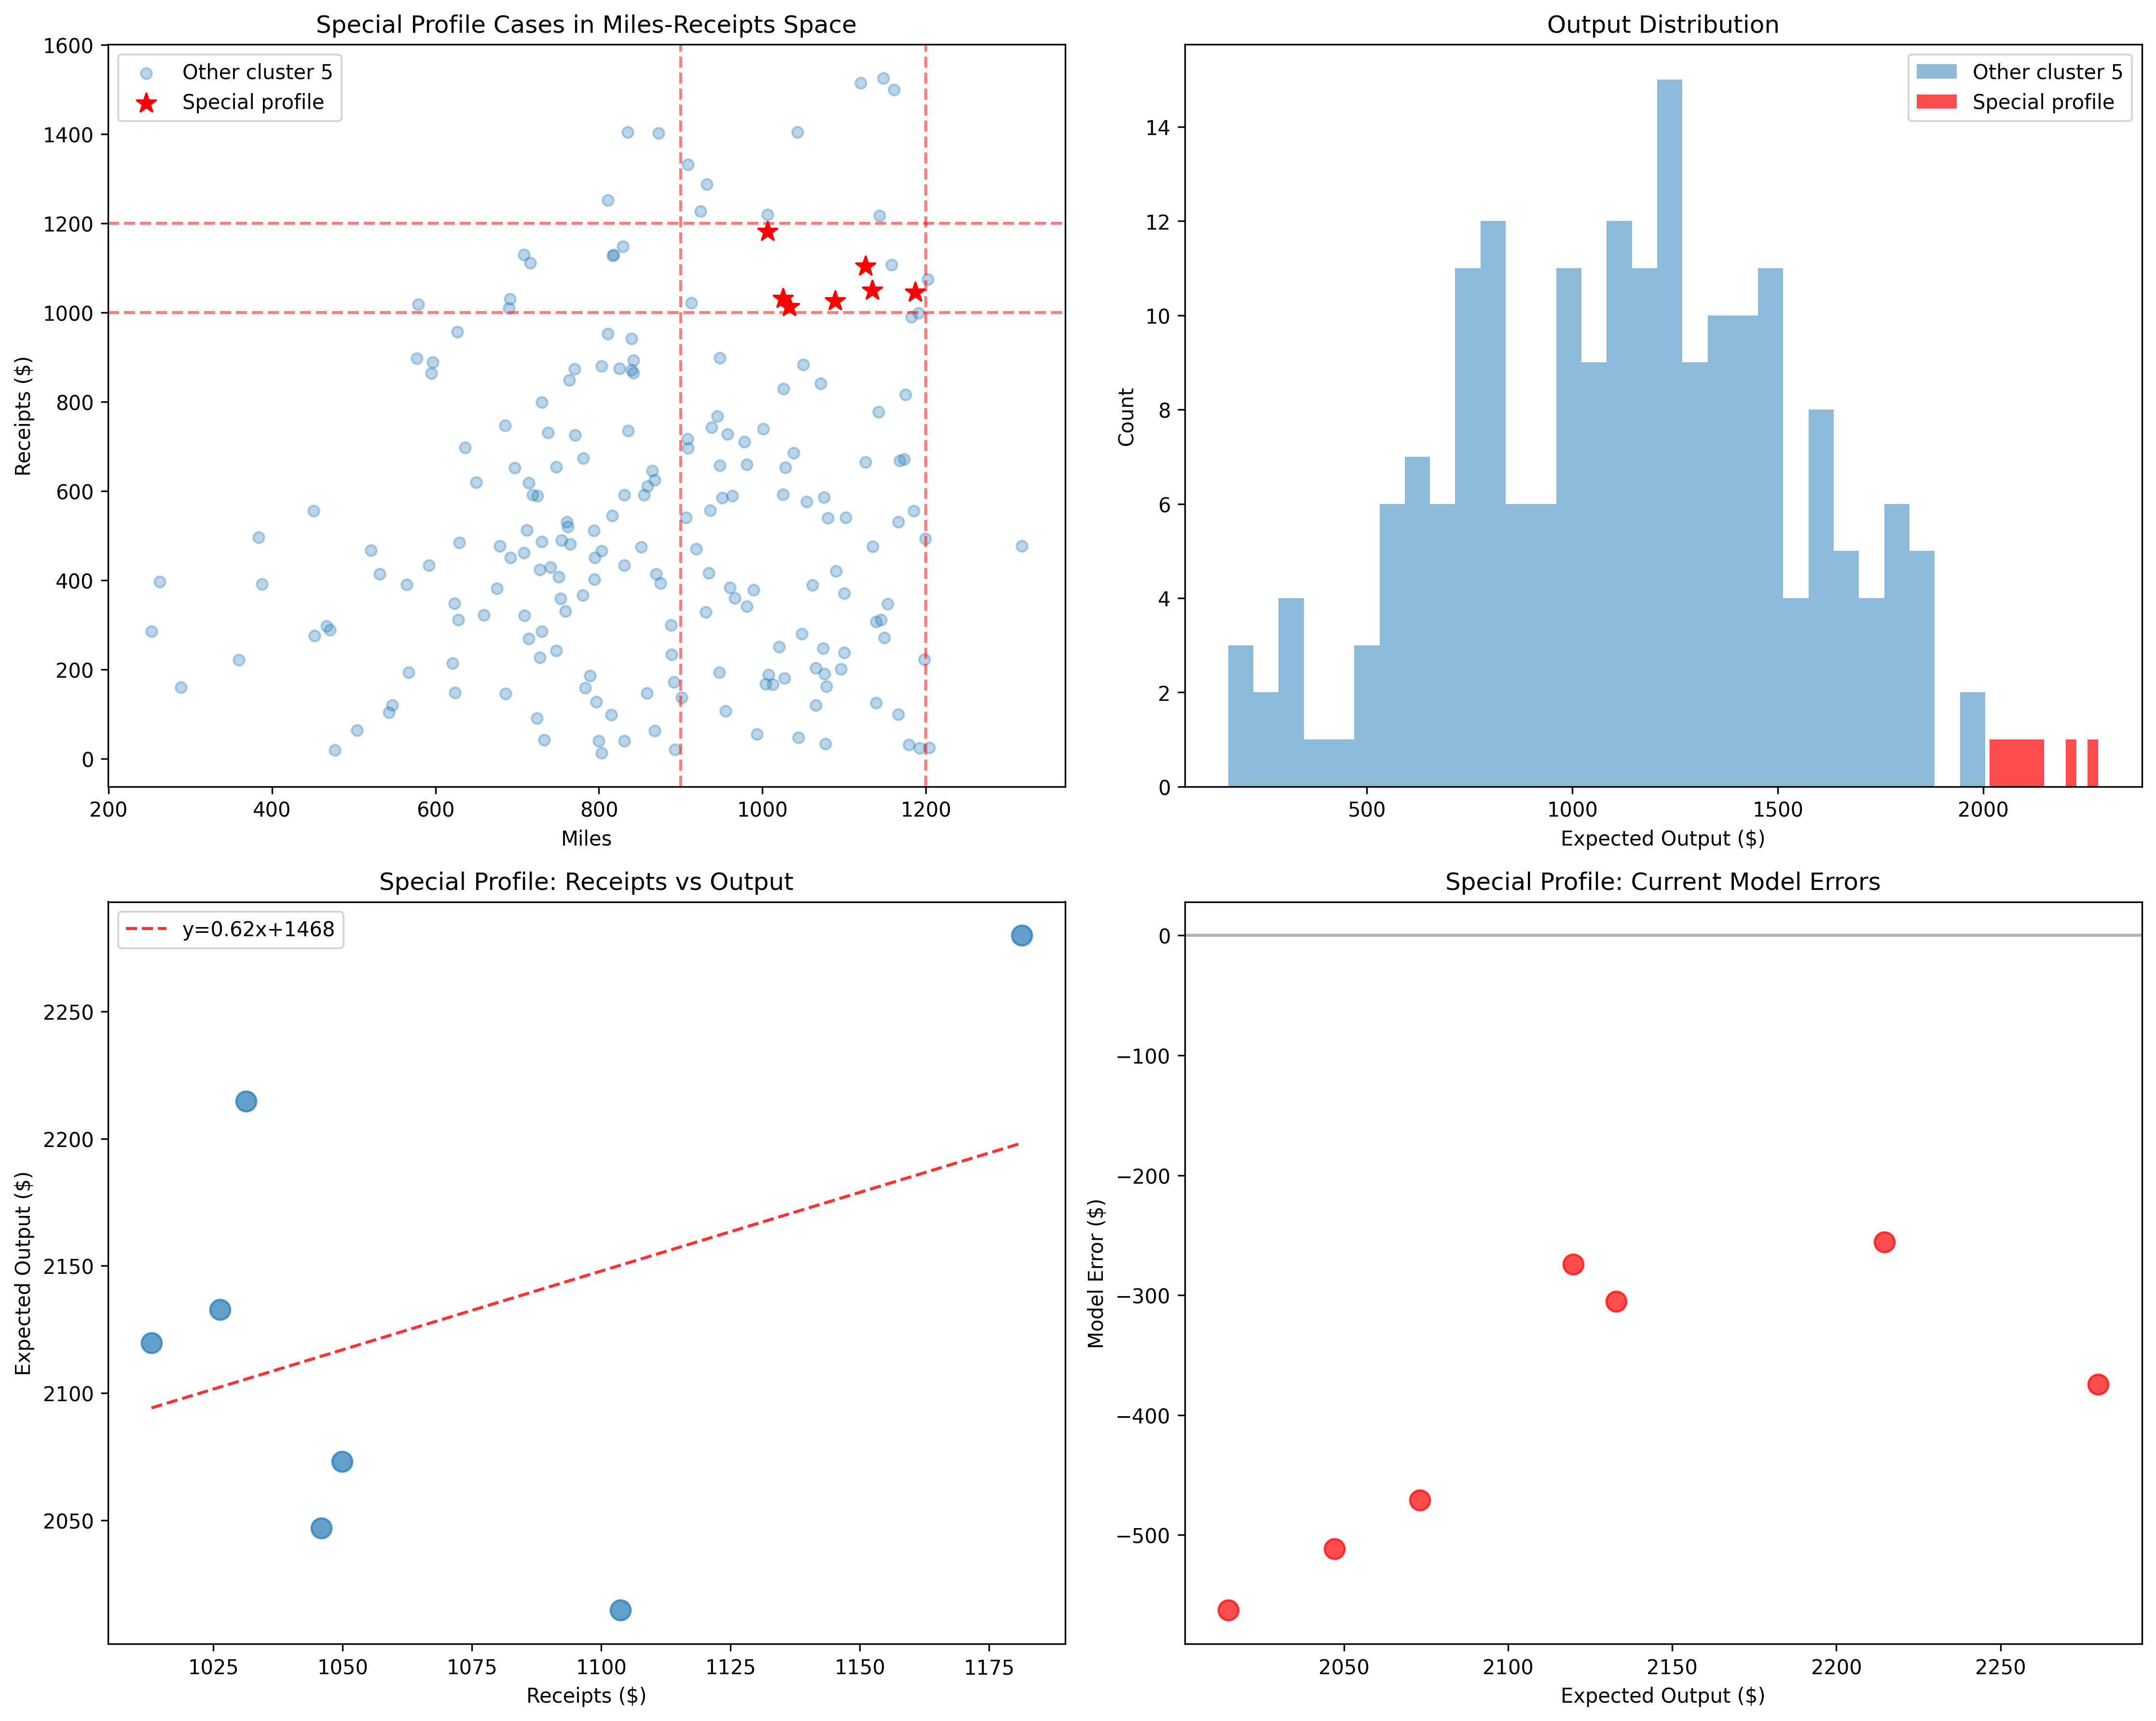 Special Profile Cases in Miles-Receipts Space
Other cluster 5
Special profile
1600
1400
1200
1000
800
600
400
200
0
Receipts ($)
200 400 600 800 1000 1200
Miles
Output Distribution
Other cluster 5
Special profile
14
12
10
8
6
4
2
0
Count
500 1000 1500 2000
Expected Output ($)
Special Profile: Receipts vs Output
y=0.62x+1468
2250
2200
2150
2100
2050
Expected Output ($)
1025 1050 1075 1100 1125 1150 1175
Receipts ($)
Special Profile: Current Model Errors
0
−100
−200
−300
−400
−500
Model Error ($)
2050 2100 2150 2200 2250
Expected Output ($)